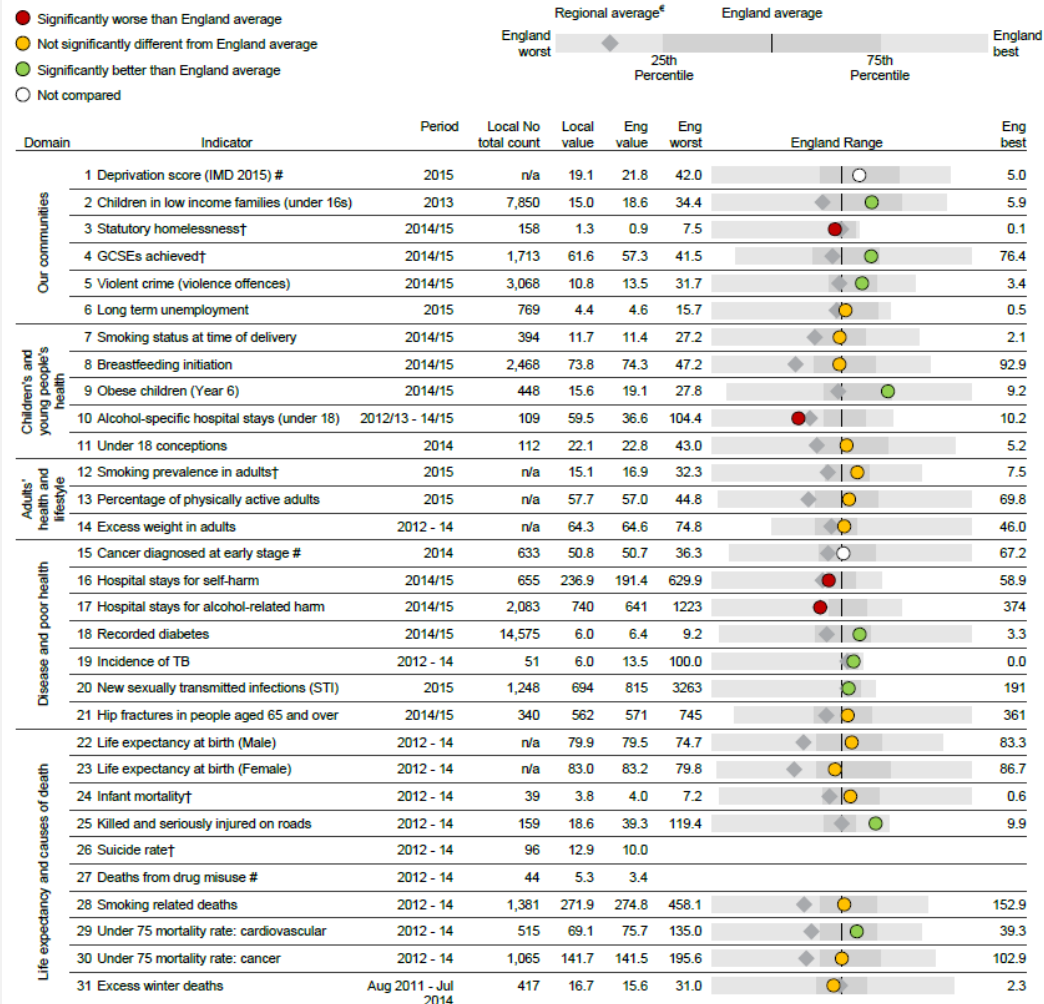 Significantly worse than England average
Not significantly different from England average
Significantly better than England average
Not compared
Regional average€ England average
England worst
England best
25th Percentile
75th Percentile
Domain Indicator Period Local No total count Local value Eng value Eng worst England Range Eng best
Our communities
1 Deprivation score (IMD 2015) # 2015 n/a 19.1 21.8 42.0 5.0
2 Children in low income families (under 16s) 2013 7,850 15.0 18.6 34.4 5.9
3 Statutory homelessness† 2014/15 158 1.3 0.9 7.5 0.1
4 GCSEs achieved† 2014/15 1,713 61.6 57.3 41.5 76.4
5 Violent crime (violence offences) 2014/15 3,068 10.8 13.5 31.7 3.4
6 Long term unemployment 2015 769 4.4 4.6 15.7 0.5
Children's and young people's health
7 Smoking status at time of delivery 2014/15 394 11.7 11.4 27.2 2.1
8 Breastfeeding initiation 2014/15 2,468 73.8 74.3 47.2 92.9
9 Obese children (Year 6) 2014/15 448 15.6 19.1 27.8 9.2
10 Alcohol-specific hospital stays (under 18) 2012/13 - 14/15 109 59.5 36.6 104.4 10.2
11 Under 18 conceptions 2014 112 22.1 22.8 43.0 5.2
Adults' health and lifestyle
12 Smoking prevalence in adults† 2015 n/a 15.1 16.9 32.3 7.5
13 Percentage of physically active adults 2015 n/a 57.7 57.0 44.8 69.8
14 Excess weight in adults 2012 - 14 n/a 64.3 64.6 74.8 46.0
Disease and poor health
15 Cancer diagnosed at early stage # 2014 633 50.8 50.7 36.3 67.2
16 Hospital stays for self-harm 2014/15 655 236.9 191.4 629.9 58.9
17 Hospital stays for alcohol-related harm 2014/15 2,083 740 641 1223 374
18 Recorded diabetes 2014/15 14,575 6.0 6.4 9.2 3.3
19 Incidence of TB 2012 - 14 51 6.0 13.5 100.0 0.0
20 New sexually transmitted infections (STI) 2015 1,248 694 815 3263 191
21 Hip fractures in people aged 65 and over 2014/15 340 562 571 745 361
Life expectancy and causes of death
22 Life expectancy at birth (Male) 2012 - 14 n/a 79.9 79.5 74.7 83.3
23 Life expectancy at birth (Female) 2012 - 14 n/a 83.0 83.2 79.8 86.7
24 Infant mortality† 2012 - 14 39 3.8 4.0 7.2 0.6
25 Killed and seriously injured on roads 2012 - 14 159 18.6 39.3 119.4 9.9
26 Suicide rate† 2012 - 14 96 12.9 10.0
27 Deaths from drug misuse # 2012 - 14 44 5.3 3.4
28 Smoking related deaths 2012 - 14 1,381 271.9 274.8 458.1 152.9
29 Under 75 mortality rate: cardiovascular 2012 - 14 515 69.1 75.7 135.0 39.3
30 Under 75 mortality rate: cancer 2012 - 14 1,065 141.7 141.5 195.6 102.9
31 Excess winter deaths Aug 2011 - Jul 2014 417 16.7 15.6 31.0 2.3